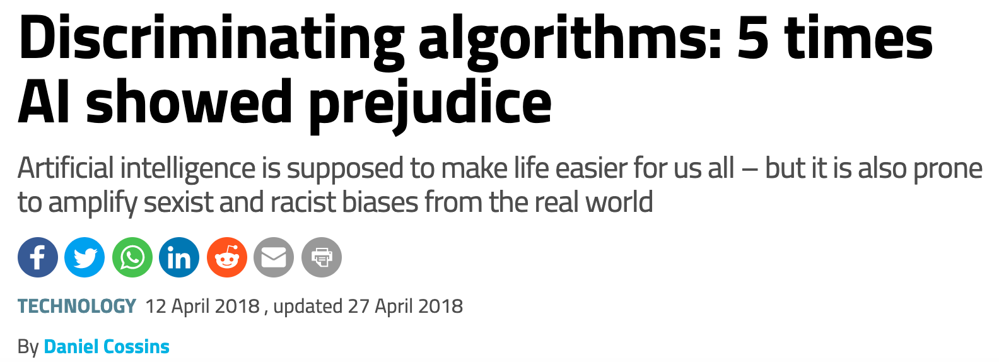 Discriminating algorithms: 5 times
AI showed prejudice
Artificial intelligence is supposed to make life easier for us all – but it is also prone
to amplify sexist and racist biases from the real world
f in
TECHNOLOGY 12 April 2018 , updated 27 April 2018
By Daniel Cossins